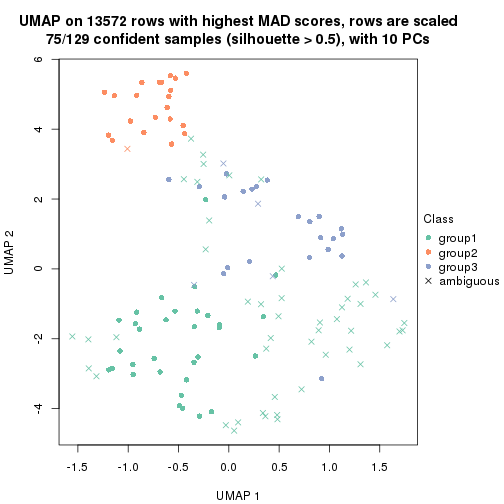 UMAP on 13572 rows with highest MAD scores, rows are scaled
75/129 confident samples (silhouette > 0.5), with 10 PCs
6
4
2
0
-2
-4
UMAP 2
-1.5
-1.0
-0.5
0.0
0.5
1.0
1.5
UMAP 1
Class
group1
group2
group3
ambiguous